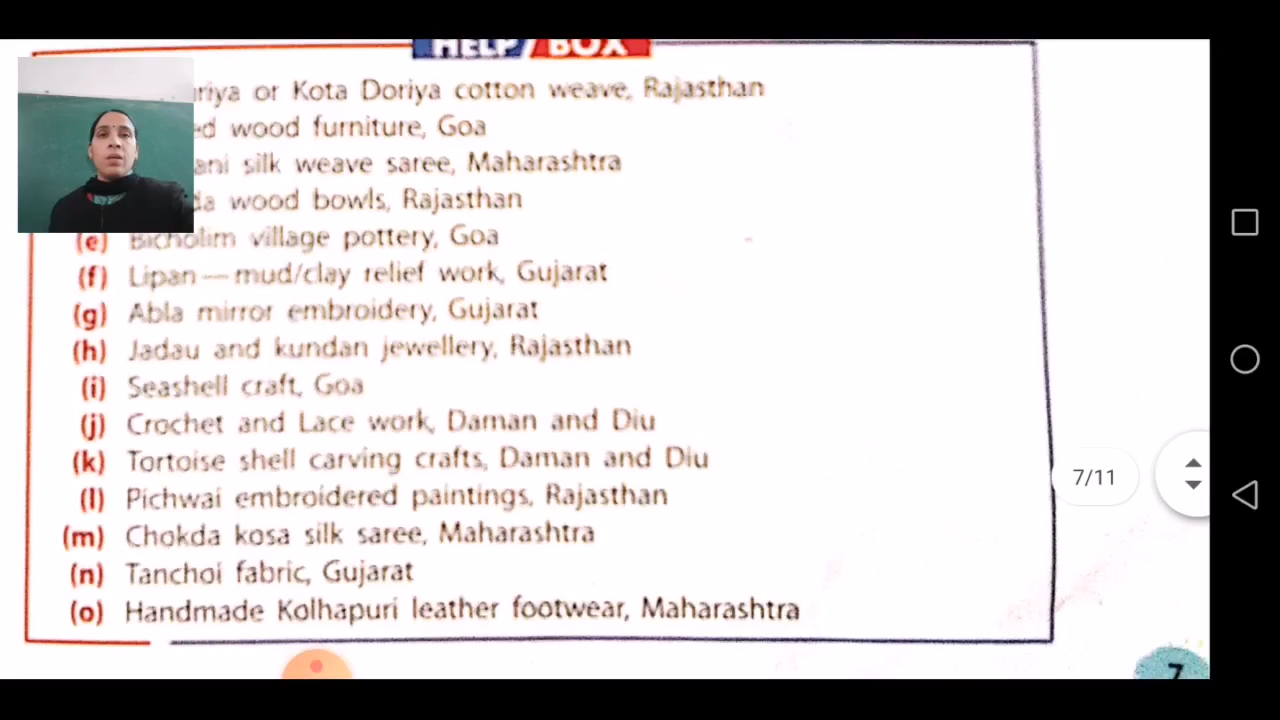 HELP BOX
or Kota Doriya cotton weave, Rajasthan
wood furniture, Goa
silk weave saree, Maharashtra
wood bowls, Rajasthan
(e) Bicholim village pottery, Goa
(f) Lipan — mud/clay relief work, Gujarat
(g) Abla mirror embroidery, Gujarat
(h) Jadau and kundan jewellery, Rajasthan
(i) Seashell craft, Goa
(j) Crochet and Lace work, Daman and Diu
(k) Tortoise shell carving crafts, Daman and Diu
7/11
(l) Pichwai embroidered paintings, Rajasthan
(m) Chokda kosa silk saree, Maharashtra
(n) Tanchoi fabric, Gujarat
(o) Handmade Kolhapuri leather footwear, Maharashtra
7